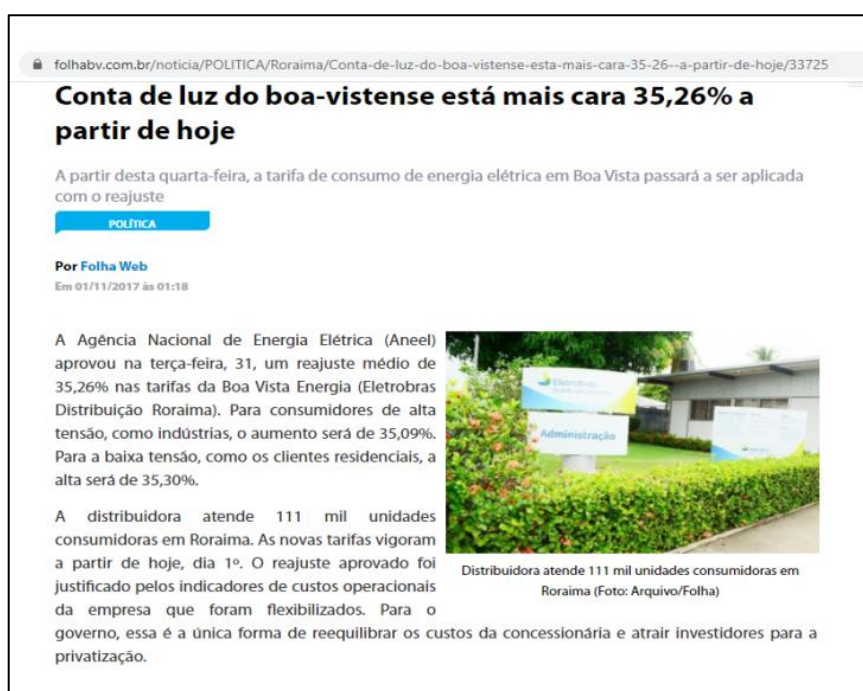 folhabv.com.br/noticia/POLITICA/Roraima/Conta-de-luz-do-boa-vistense-esta-mais-cara-35-26--a-partir-de-hoje/33725
Conta de luz do boa-vistense está mais cara 35,26% a
partir de hoje
A partir desta quarta-feira, a tarifa de consumo de energia elétrica em Boa Vista passará a ser aplicada
com o reajuste
POLÍTICA
Por Folha Web
Em 01/11/2017 às 01:18
A Agência Nacional de Energia Elétrica (Aneel)
aprovou na terça-feira, 31, um reajuste médio de
35,26% nas tarifas da Boa Vista Energia (Eletrobras
Distribuição Roraima). Para consumidores de alta
tensão, como indústrias, o aumento será de 35,09%.
Para a baixa tensão, como os clientes residenciais, a
alta será de 35,30%.
A distribuidora atende 111 mil unidades
consumidoras em Roraima. As novas tarifas vigoram
a partir de hoje, dia 1º. O reajuste aprovado foi
justificado pelos indicadores de custos operacionais
da empresa que foram flexibilizados. Para o
governo, essa é a única forma de reequilibrar os custos da concessionária e atrair investidores para a
privatização.
Eletrobras
Administração
Distribuidora atende 111 mil unidades consumidoras em
Roraima (Foto: Arquivo/Folha)